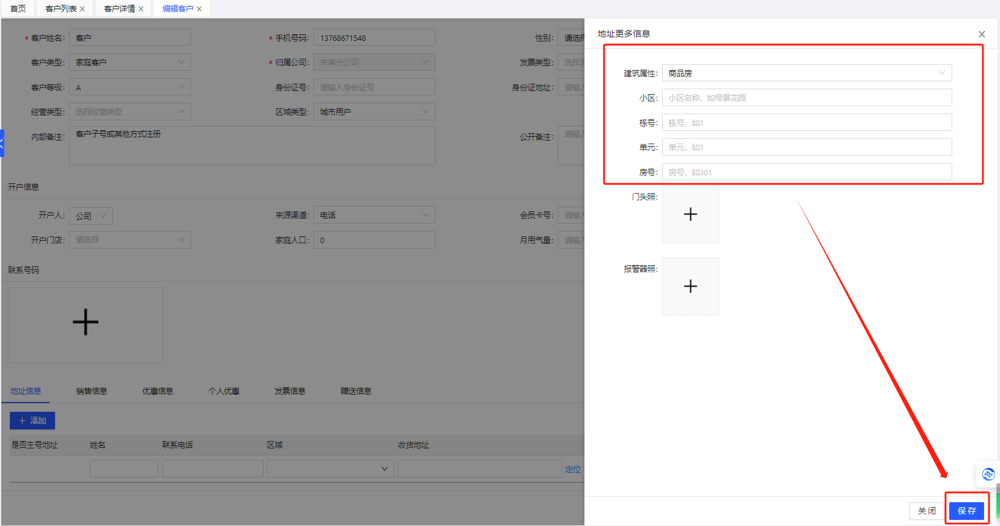 首页 客户列表 客户详情 编辑客户
地址更多信息
* 客户姓名: 客户 * 手机号码: 13768671548 性别: 请选择
客户类型: 家庭客户 * 归属公司: 来宾分公司 发票类型: 选择发
客户等级: A 身份证号: 请输入身份证号 身份证地址: 请输入
经营类型: 选择经营类型 区域类型: 城市用户
内部备注: 客户子号或其他方式注册 公开备注: 请输入
建筑属性: 商品房
小区: 小区名称，如帝景花园
栋号: 栋号，如1
单元: 单元，如1
房号: 房号，如301
门头照:
报警器照:
开户信息
开户人: 公司 来源渠道: 电话 会员卡号: 请输入
开户门店: 请选择 家庭人口: 0 月用气量: 请输入
联系号码
地址信息 销售信息 优惠信息 个人优惠 发票信息 赠送信息
添加
是否主号地址 姓名 联系电话 区域 收货地址
定位
关闭 保存